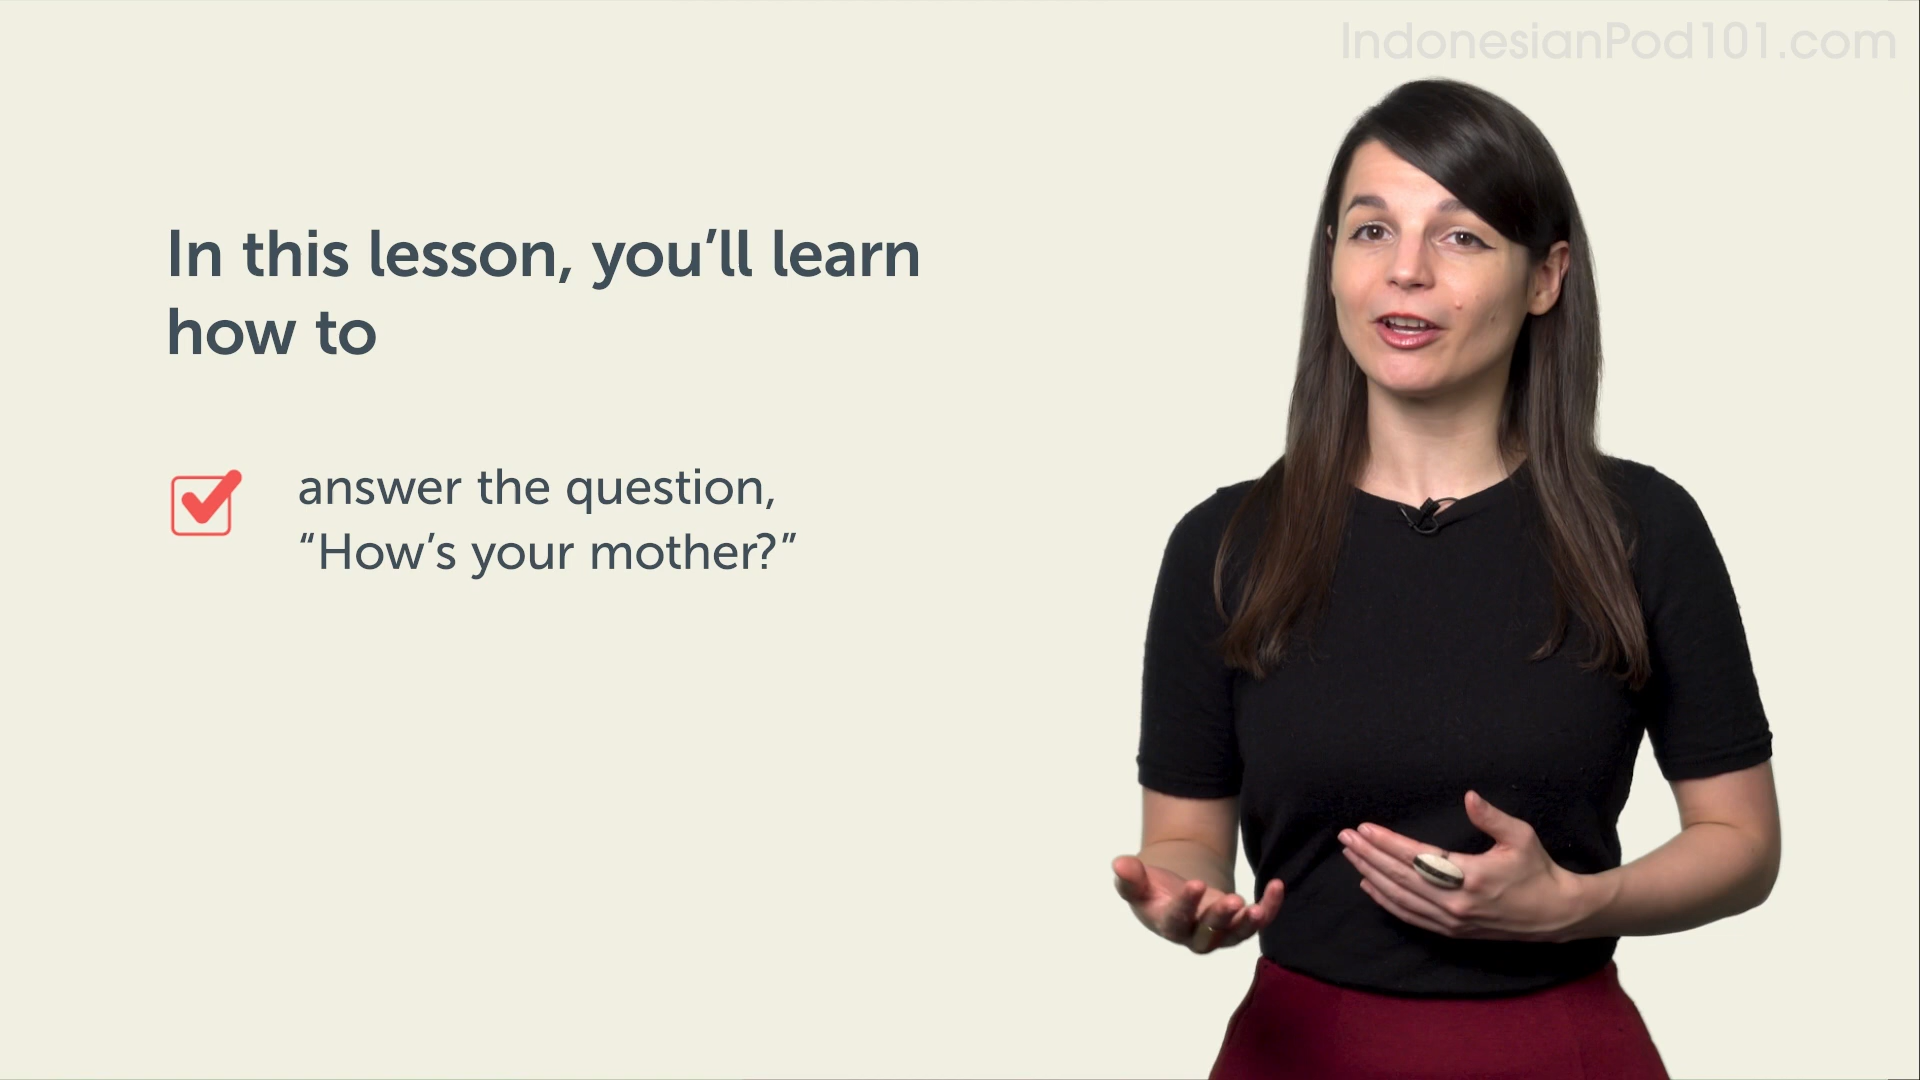 IndonesianPod101.com
In this lesson, you’ll learn
how to
answer the question,
“How’s your mother?”